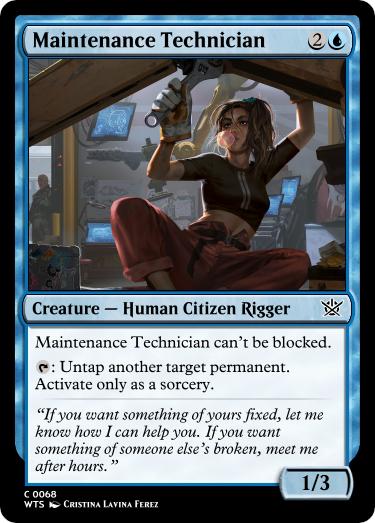 Maintenance Technician 2
Creature — Human Citizen Rigger
Maintenance Technician can't be blocked.
: Untap another target permanent.
Activate only as a sorcery.
“If you want something of yours fixed, let me
know how I can help you. If you want
something of someone else's broken, meet me
after hours.”
1/3
C 0068
WTS Cristina Lavina Ferez